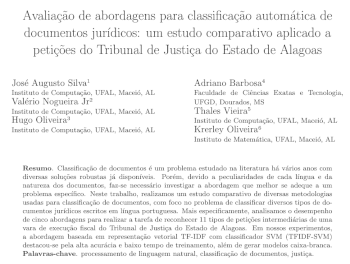 Avaliação de abordagens para classificação automática de
documentos jurídicos: um estudo comparativo aplicado a
petições do Tribunal de Justiça do Estado de Alagoas
José Augusto Silva¹
Instituto de Computação, UFAL, Maceió, AL
Valério Nogueira Jr²
Instituto de Computação, UFAL, Maceió, AL
Hugo Oliveira³
Instituto de Computação, UFAL, Maceió, AL
Adriano Barbosa⁴
Faculdade de Ciências Exatas e Tecnologia,
UFGD, Dourados, MS
Thales Vieira⁵
Instituto de Computação, UFAL, Maceió, AL
Krerley Oliveira⁶
Instituto de Matemática, UFAL, Maceió, AL
Resumo. Classificação de documentos é um problema estudado na literatura há vários anos com
diversas soluções robustas já disponíveis. Porém, devido a peculiaridades de cada língua e da
natureza dos documentos, faz-se necessário investigar a abordagem que melhor se adeque a um
problema específico. Neste trabalho, realizamos um estudo comparativo de diversas metodologias
usadas para classificação de documentos, com foco no problema de classificar diversos tipos de do-
cumentos jurídicos escritos em língua portuguesa. Mais especificamente, analisamos o desempenho
de cinco abordagens para realizar a tarefa de reconhecer 11 tipos de petições intermediárias de uma
vara de execução fiscal do Tribunal de Justiça do Estado de Alagoas. Em nossos experimentos,
a abordagem baseada em representação vetorial TF-IDF com classificador SVM (TFIDF-SVM)
destacou-se pela alta acurácia e baixo tempo de treinamento, além de gerar modelos caixa-branca.
Palavras-chave. processamento de linguagem natural, classificação de documentos, justiça.